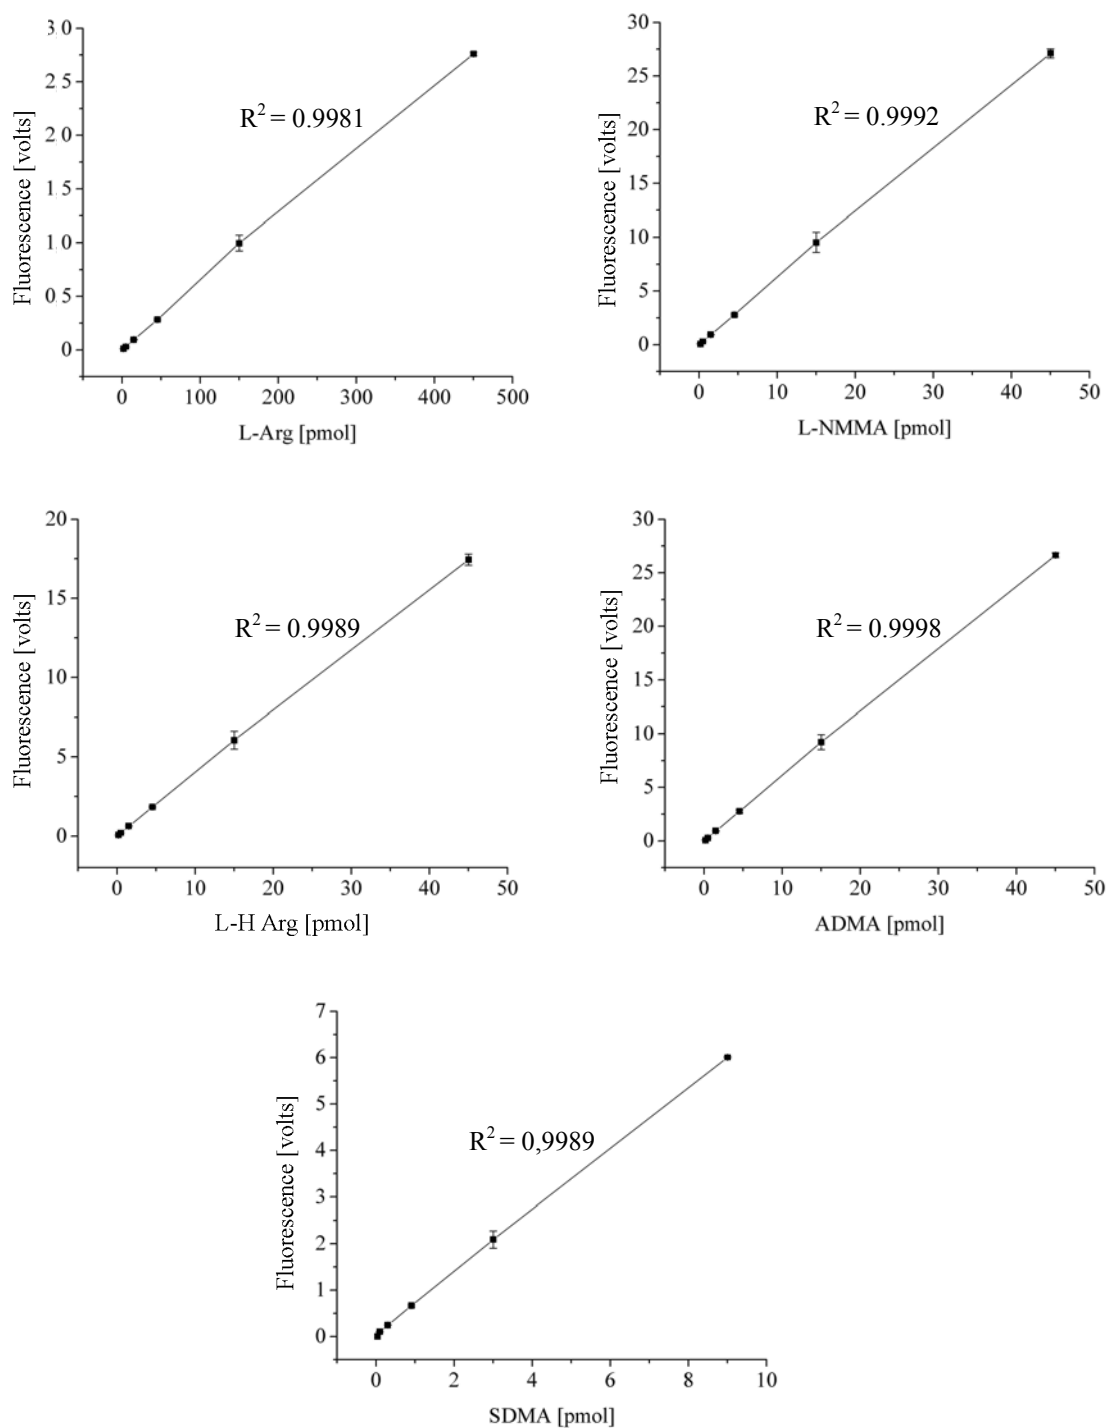 3.0
2.5
2.0
1.5
1.0
0.5
0
Fluorescence [volts]
R² = 0.9981
0 100 200 300 400 500
L-Arg [pmol]
30
25
20
15
10
5
0
Fluorescence [volts]
R² = 0.9992
0 10 20 30 40 50
L-NMMA [pmol]
20
15
10
5
0
Fluorescence [volts]
R² = 0.9989
0 10 20 30 40 50
L-H Arg [pmol]
30
25
20
15
10
5
0
Fluorescence [volts]
R² = 0.9998
0 10 20 30 40 50
ADMA [pmol]
7
6
5
4
3
2
1
0
Fluorescence [volts]
R² = 0,9989
0 2 4 6 8 10
SDMA [pmol]